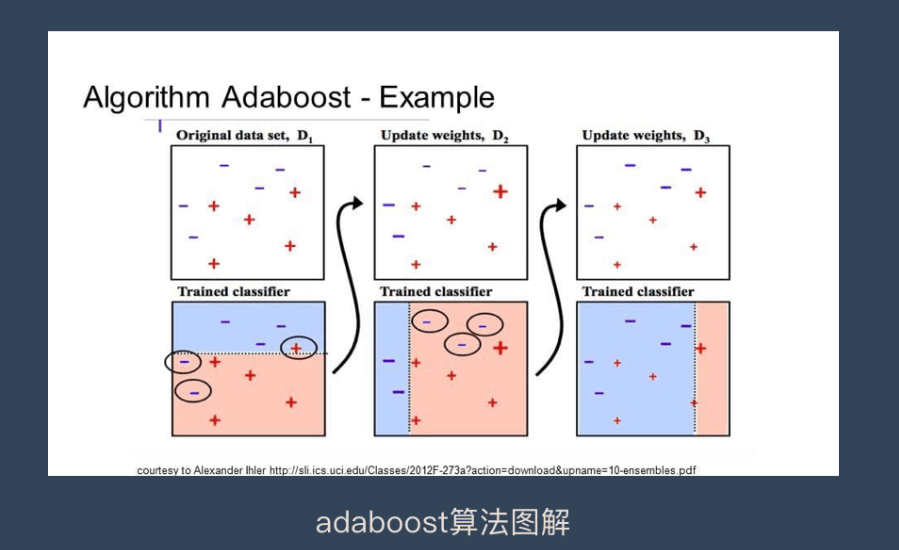 Algorithm Adaboost - Example
Original data set, D₁
Update weights, D₂
Update weights, D₃
Trained classifier
Trained classifier
Trained classifier
courtesy to Alexander Ihler http://sli.ics.uci.edu/Classes/2012F-273a?action=download&upname=10-ensembles.pdf
adaboost算法图解